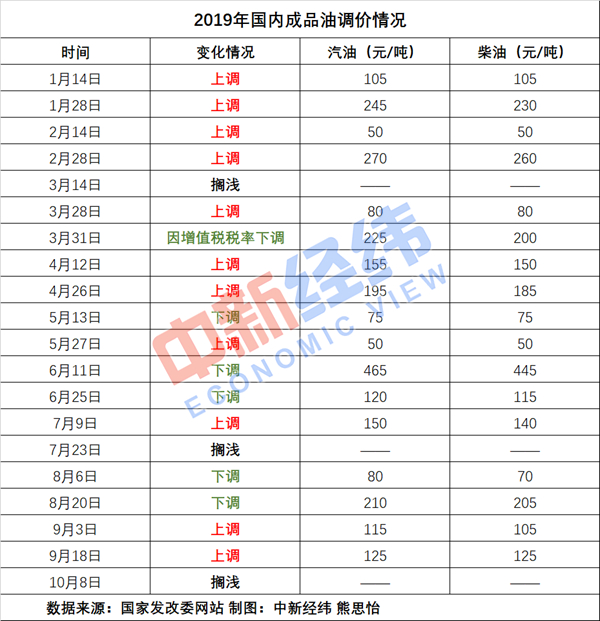 2019年国内成品油调价情况
时间 变化情况 汽油（元/吨） 柴油（元/吨）
1月14日 上调 105 105
1月28日 上调 245 230
2月14日 上调 50 50
2月28日 上调 270 260
3月14日 搁浅 —— ——
3月28日 上调 80 80
3月31日 因增值税税率下调 225 200
4月12日 上调 155 150
4月26日 上调 195 185
5月13日 下调 75 75
5月27日 上调 50 50
6月11日 下调 465 445
6月25日 下调 120 115
7月9日 上调 150 140
7月23日 搁浅 —— ——
8月6日 下调 80 70
8月20日 下调 210 205
9月3日 上调 115 105
9月18日 上调 125 125
10月8日 搁浅 —— ——
数据来源：国家发改委网站 制图：中新经纬 熊思怡
中新经纬
ECONOMIC VIEW